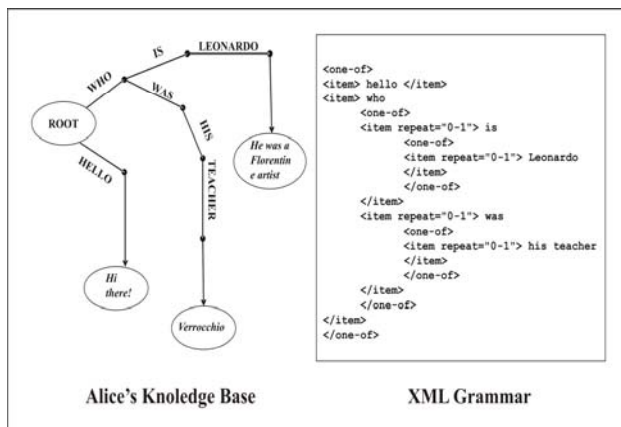 IS
LEONARDO
WHO
WAS
ROOT
HIS
HELLO
TEACHER
He was a
Florentin
e artist
Hi
there!
Verrocchio
Alice's Knoledge Base
<one-of>
<item> hello </item>
<item> who
<one-of>
<item repeat="0-1"> is
<one-of>
<item repeat="0-1"> Leonardo
</item>
</one-of>
</item>
<item repeat="0-1"> was
<one-of>
<item repeat="0-1"> his teacher
</item>
</one-of>
</item>
</one-of>
</item>
</one-of>
XML Grammar